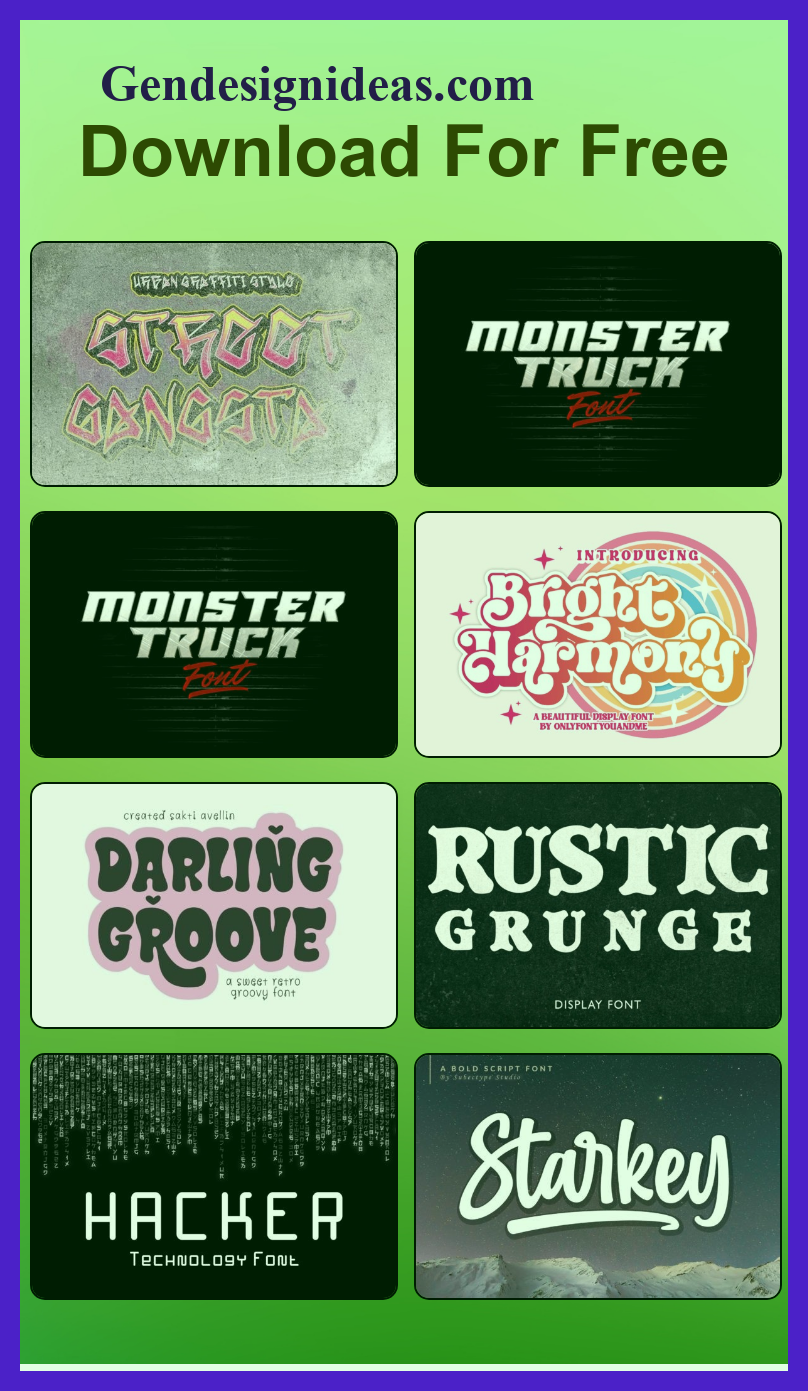 Gendesignideas.com
Download For Free
URBAN GRAFFITI STYLE
STREET
GANGSTA
MONSTER
TRUCK
Font
MONSTER
TRUCK
Font
INTRODUCING
Bright
Harmony
A BEAUTIFUL DISPLAY FONT
BY ONLYFONTYOUANDME
created sakti avellin
DARLING
GROOVE
a sweet retro
groovy font
RUSTIC
GRUNGE
DISPLAY FONT
HACKER
Technology Font
A BOLD SCRIPT FONT
By Subectype Studio
Starkey